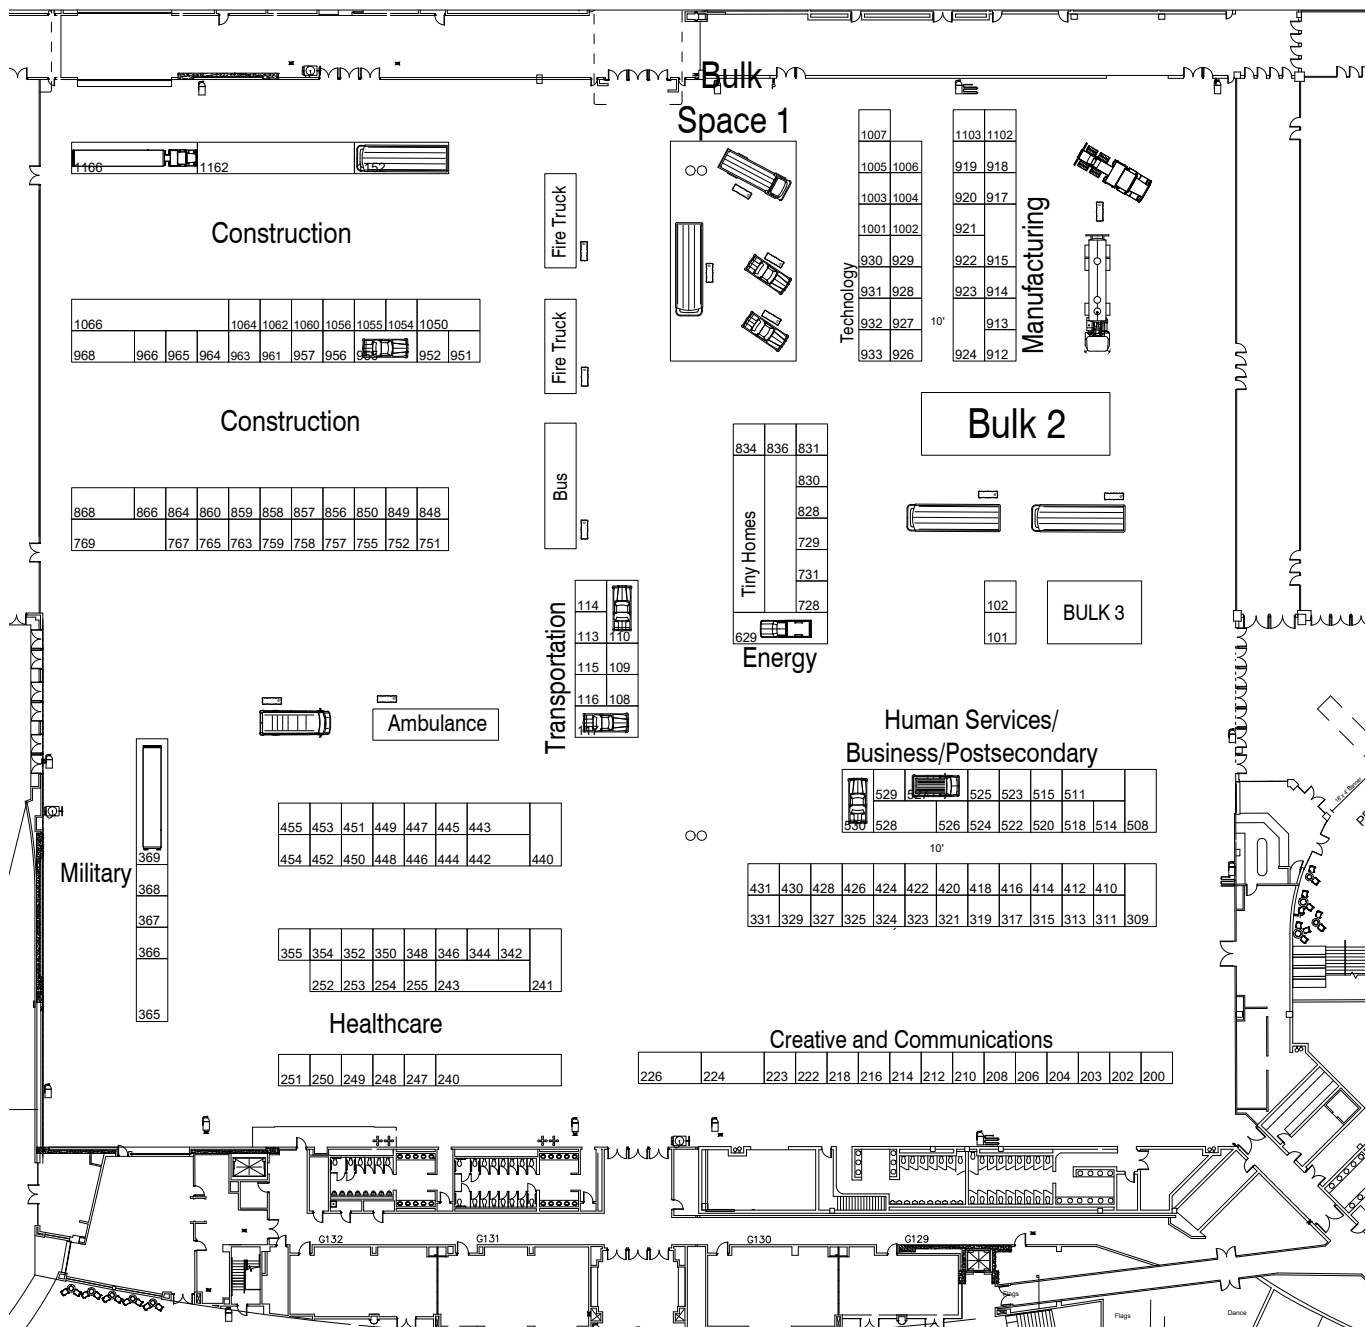 Bulk
Space 1
1007
1103 1102
1005 1006
919 918
1166
1162
1152
1003 1004
920 917
Construction
Fire Truck
1001 1002
921
Manufacturing
930 929
922 915
Technology
931 928
923 914
1066
1064 1062 1060 1056 1055 1054 1050
932 927
10'
913
968 966 965 964 963 961 957 956 953 952 951
Fire Truck
933 926
924 912
Construction
Bulk 2
834 836 831
830
Bus
868 866 864 860 859 858 857 856 850 849 848
828
769 767 765 763 759 758 757 755 752 751
729
Tiny Homes
731
114
728
102
BULK 3
113 110
629
101
Transportation
Energy
115 109
116 108
Ambulance
Human Services/
Business/Postsecondary
529 527 525 523 515 511
530 528 526 524 522 520 518 514 508
455 453 451 449 447 445 443
10'
454 452 450 448 446 444 442 440
369
Military
368
431 430 428 426 424 422 420 418 416 414 412 410
367
331 329 327 325 324 323 321 319 317 315 313 311 309
366
355 354 352 350 348 346 344 342
252 253 254 255 243 241
365
Healthcare
Creative and Communications
251 250 249 248 247 240
226 224 223 222 218 216 214 212 210 208 206 204 203 202 200
G132
G131
G130
G129
Flags
Flags
Dance